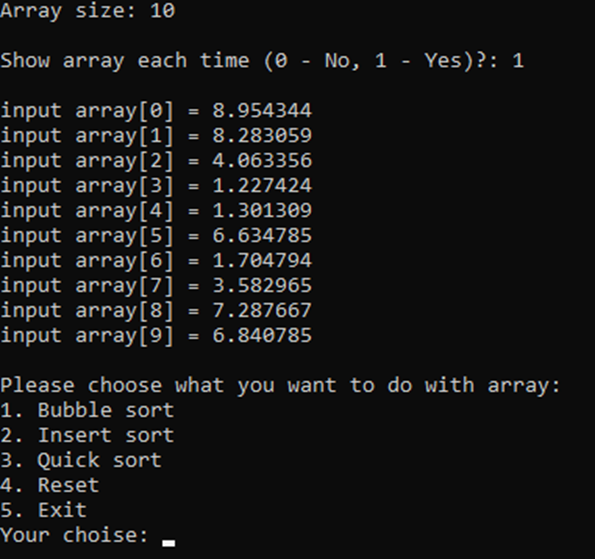 Array size: 10
Show array each time (0 - No, 1 - Yes)?: 1
input array[0] = 8.954344
input array[1] = 8.283059
input array[2] = 4.063356
input array[3] = 1.227424
input array[4] = 1.301309
input array[5] = 6.634785
input array[6] = 1.704794
input array[7] = 3.582965
input array[8] = 7.287667
input array[9] = 6.840785
Please choose what you want to do with array:
1. Bubble sort
2. Insert sort
3. Quick sort
4. Reset
5. Exit
Your choise: